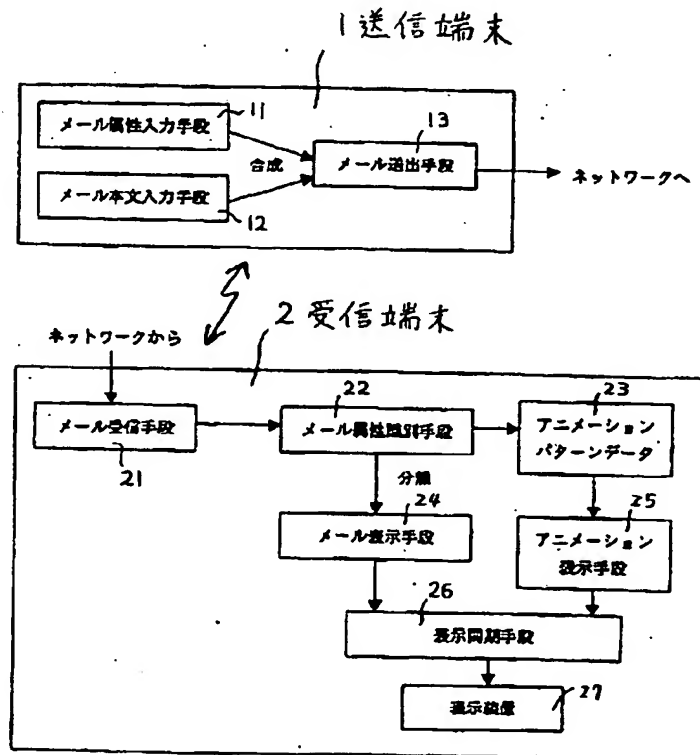 1 送信端末
11
メール属性入力手段
13
合成
メール送出手段
ネットワークへ
メール本文入力手段
12
2 受信端末
ネットワークから
22
23
メール受信手段
メール属性識別手段
アニメーション
パターンデータ
21
分離
24
25
メール表示手段
アニメーション
表示手段
26
表示同期手段
表示装置
27